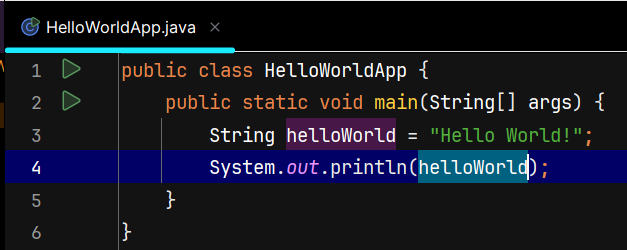 HelloWorldApp.java
1 public class HelloWorldApp {
2 public static void main(String[] args) {
3 String helloWorld = "Hello World!";
4 System.out.println(helloWorld);
5 }
6 }